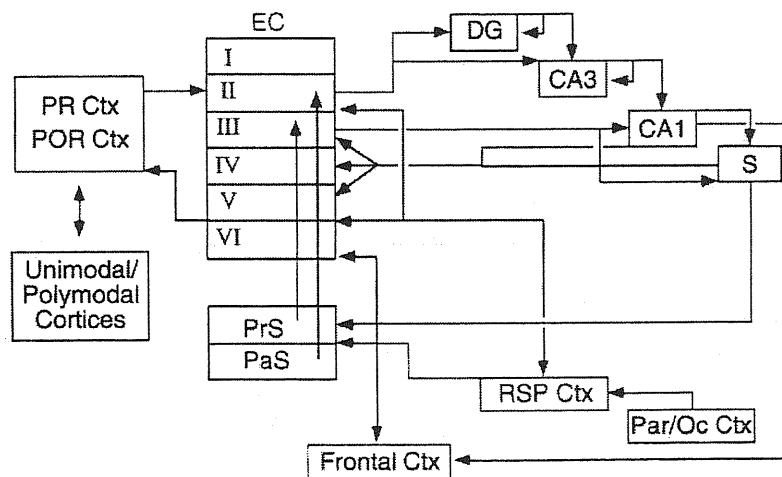 EC
DG
I
CA3
PR Ctx
POR Ctx
II
III
CA1
IV
S
V
VI
Unimodal/
Polymodal
Cortices
PrS
PaS
RSP Ctx
Par/Oc Ctx
Frontal Ctx